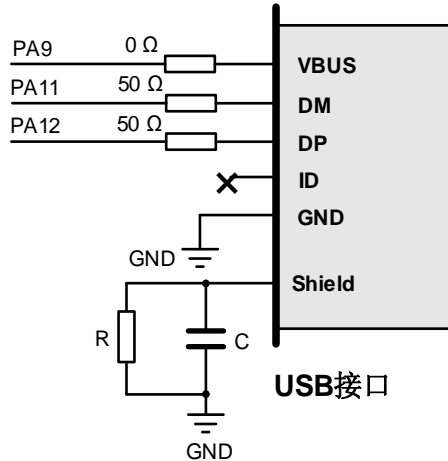 PA9 0 Ω VBUS
PA11 50 Ω DM
PA12 50 Ω DP
ID
GND
GND
Shield
R C
USB接口
GND